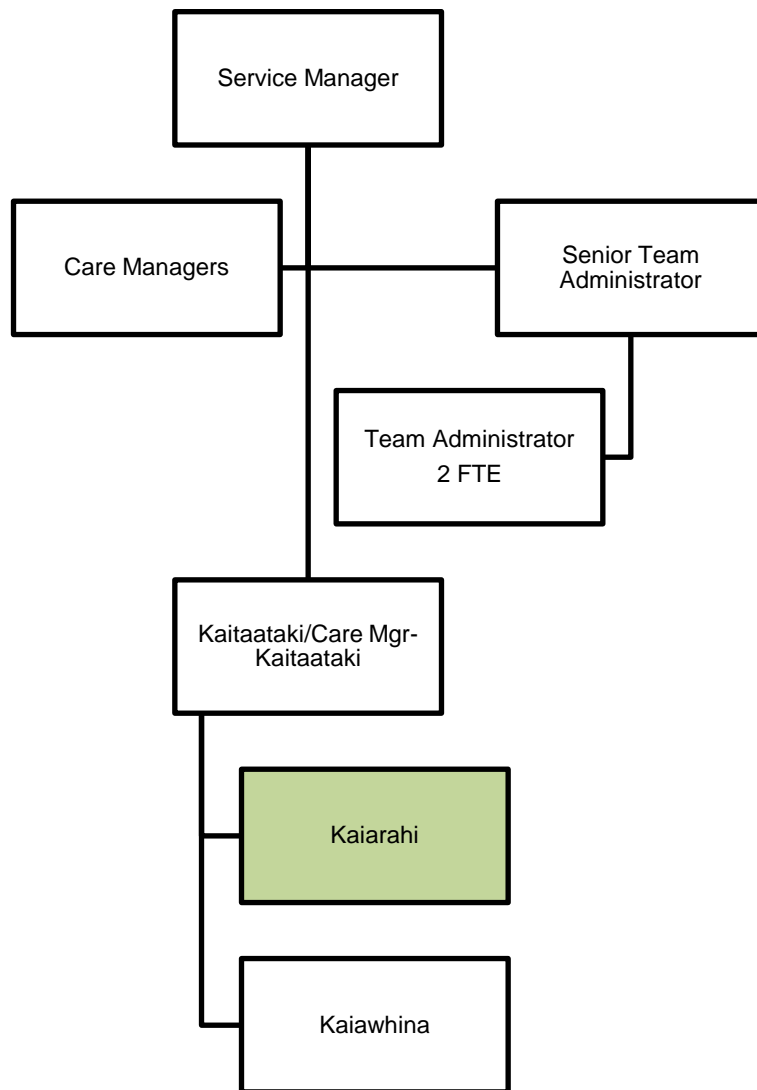 Service Manager
Care Managers
Senior Team
Administrator
Team Administrator
2 FTE
Kaitaataki/Care Mgr-
Kaitaataki
Kaiarahi
Kaiawhina